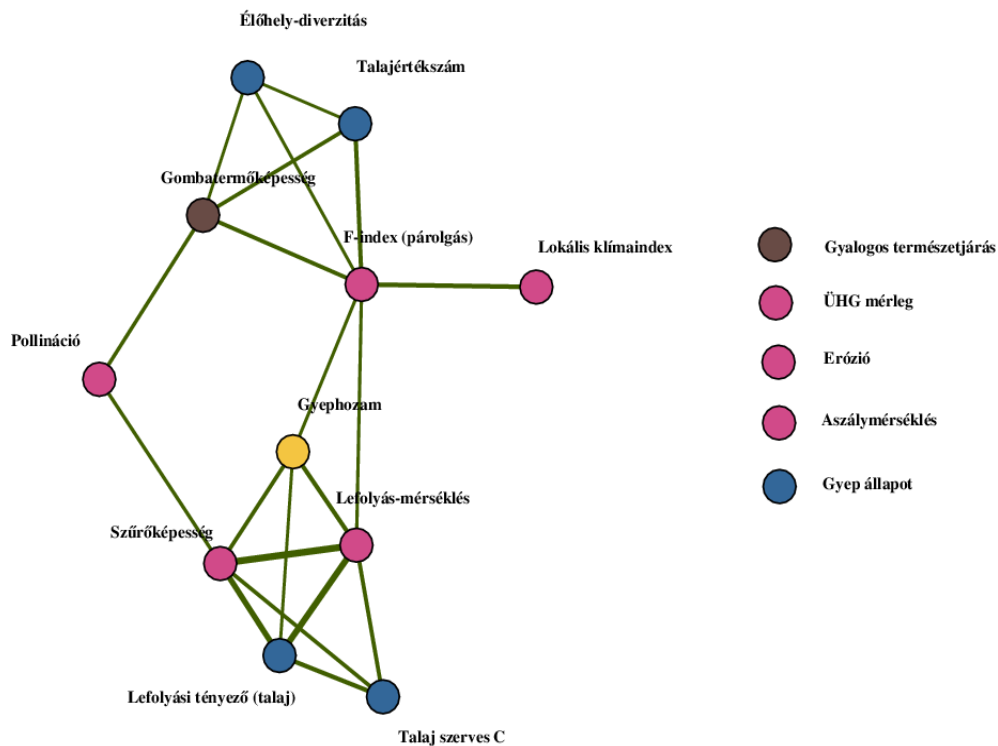 Élőhely-diverzitás
Talajértékszám
Gombatermőképesség
F-index (párolgás)
Lokális klímaindex
Pollináció
Gyephozam
Lefolyás-mérséklés
Szűrőképesség
Lefolyási tényező (talaj)
Talaj szerves C
Gyalogos természetjárás
ÜHG mérleg
Erózió
Aszálymérséklés
Gyep állapot